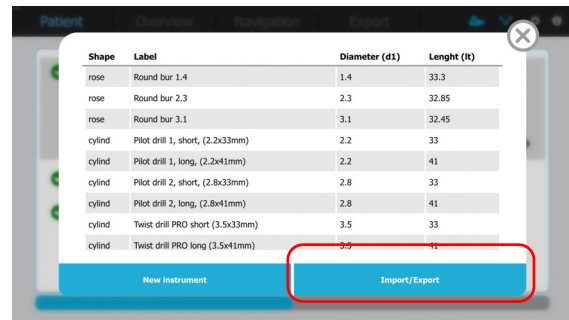 Patient Overview Navigation Export
Shape Label Diameter (d1) Lenght (lt)
rose Round bur 1.4 1.4 33.3
rose Round bur 2.3 2.3 32.85
rose Round bur 3.1 3.1 32.45
cylind Pilot drill 1, short, (2.2x33mm) 2.2 33
cylind Pilot drill 1, long, (2.2x41mm) 2.2 41
cylind Pilot drill 2, short, (2.8x33mm) 2.8 33
cylind Pilot drill 2, long, (2.8x41mm) 2.8 41
cylind Twist drill PRO short (3.5x33mm) 3.5 33
cylind Twist drill PRO long (3.5x41mm) 3.5 41
New instrument Import/Export